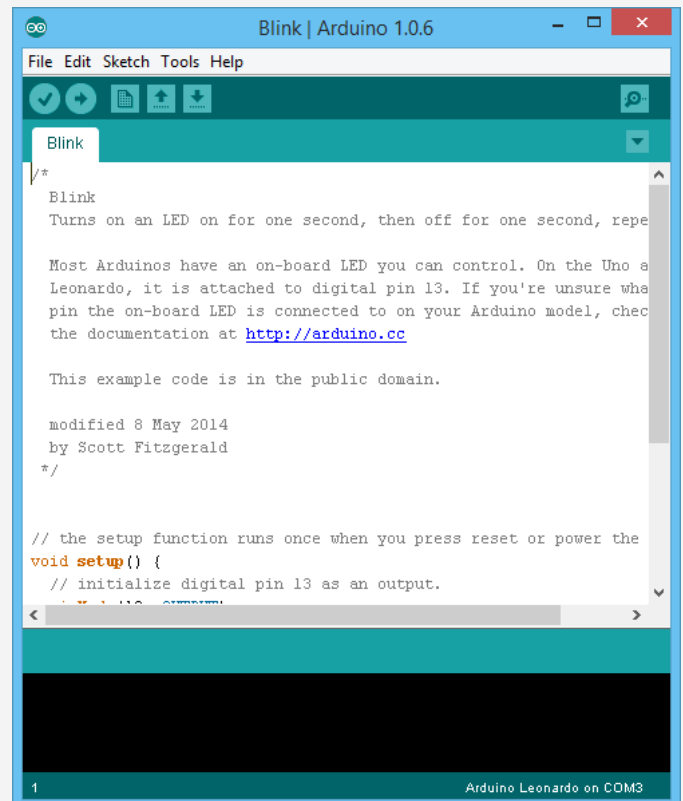 Blink | Arduino 1.0.6
File Edit Sketch Tools Help
Blink
/*
Blink
Turns on an LED on for one second, then off for one second, repe
Most Arduinos have an on-board LED you can control. On the Uno a
Leonardo, it is attached to digital pin 13. If you're unsure wha
pin the on-board LED is connected to on your Arduino model, chec
the documentation at http://arduino.cc
This example code is in the public domain.
modified 8 May 2014
by Scott Fitzgerald
*/
// the setup function runs once when you press reset or power the
void setup() {
// initialize digital pin 13 as an output.
1
Arduino Leonardo on COM3